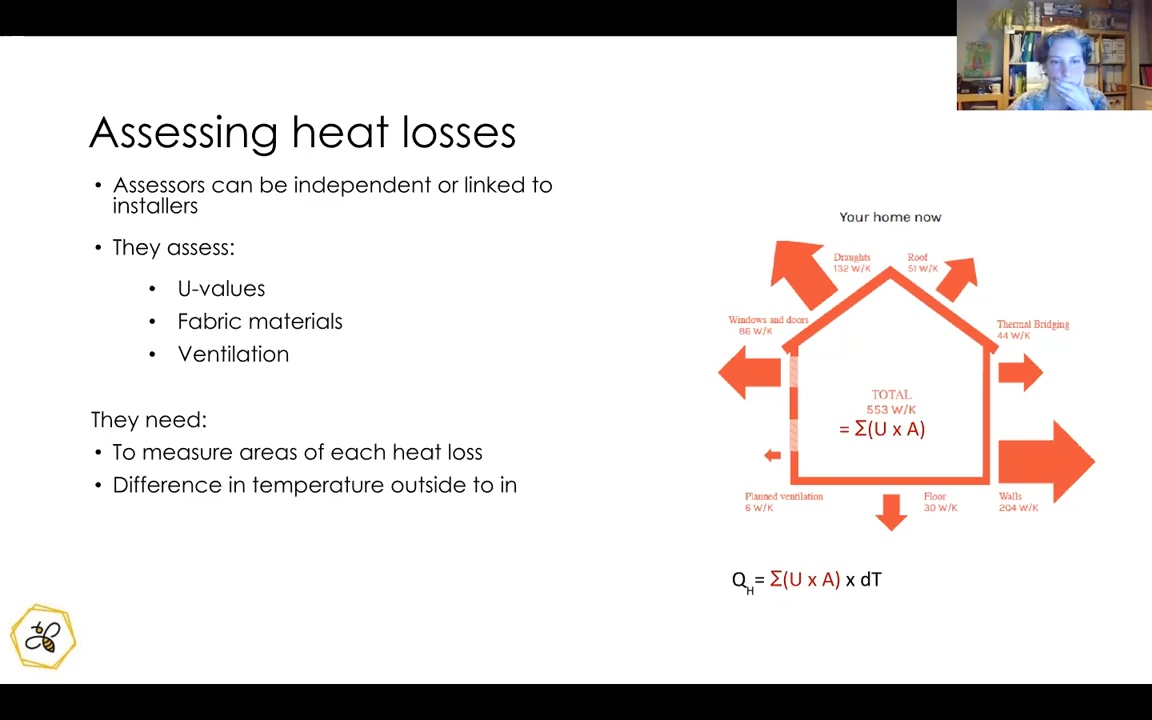 Assessing heat losses
• Assessors can be independent or linked to
installers
• They assess:
• U-values
• Fabric materials
• Ventilation
They need:
• To measure areas of each heat loss
• Difference in temperature outside to in
Your home now
Draughts
132 W/K
Roof
51 W/K
Windows and doors
86 W/K
Thermal Bridging
44 W/K
TOTAL
553 W/K
= Σ(U x A)
Planned ventilation
6 W/K
Floor
30 W/K
Walls
204 W/K
QH= Σ(U x A) x dT